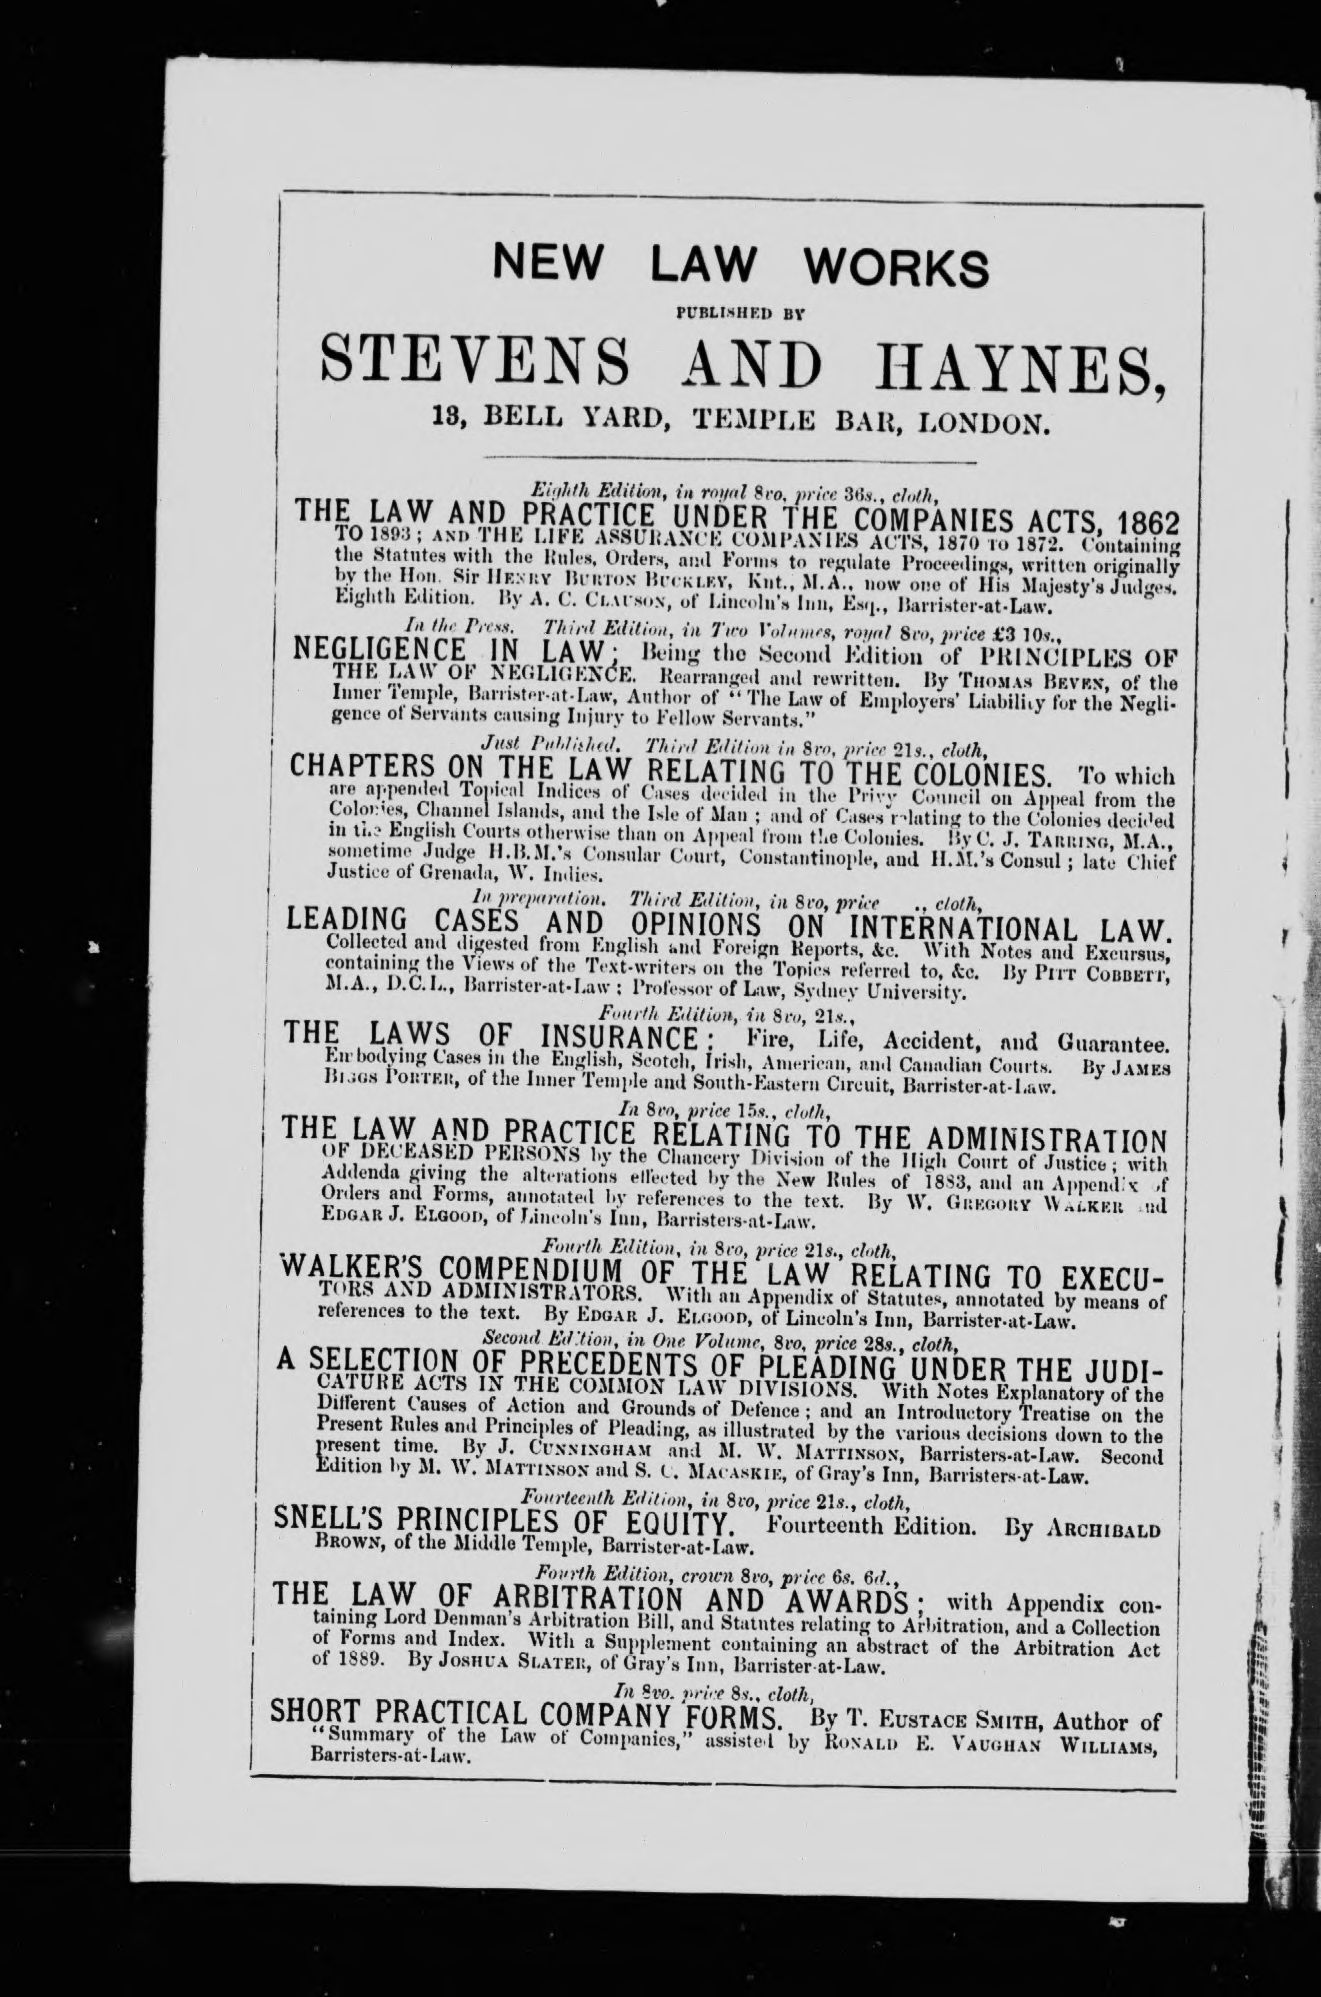 NEW LAW WORKS
PUBLISHED BY
STEVENS AND HAYNES,
13, BELL YARD, TEMPLE BAR, LONDON.
Eighth Edition, in royal 8vo, price 36s., cloth,
THE LAW AND PRACTICE UNDER THE COMPANIES ACTS, 1862
TO 1893; AND THE LIFE ASSURANCE COMPANIES ACTS, 1870 TO 1872. Containing
the Statutes with the Rules, Orders, and Forms to regulate Proceedings, written originally
by the Hon. Sir HENRY BURTON BUCKLEY, Knt., M.A., now one of His Majesty's Judges.
Eighth Edition. By A. C. CLAUSON, of Lincoln's Inn, Esq., Barrister-at-Law.
In the Press. Third Edition, in Two Volumes, royal 8vo, price £3 10s.,
NEGLIGENCE IN LAW; Being the Second Edition of PRINCIPLES OF
THE LAW OF NEGLIGENCE. Rearranged and rewritten. By THOMAS BEVEN, of the
Inner Temple, Barrister-at-Law, Author of "The Law of Employers' Liability for the Negli-
gence of Servants causing Injury to Fellow Servants."
Just Published. Third Edition in 8vo, price 21s., cloth,
CHAPTERS ON THE LAW RELATING TO THE COLONIES. To which
are appended Topical Indices of Cases decided in the Privy Council on Appeal from the
Colonies, Channel Islands, and the Isle of Man; and of Cases relating to the Colonies decided
in the English Courts otherwise than on Appeal from the Colonies. By C. J. TARRING, M.A.,
sometime Judge H.B.M.'s Consular Court, Constantinople, and H.M.'s Consul; late Chief
Justice of Grenada, W. Indies.
In preparation. Third Edition, in 8vo, price ., cloth,
LEADING CASES AND OPINIONS ON INTERNATIONAL LAW.
Collected and digested from English and Foreign Reports, &c. With Notes and Excursus,
containing the Views of the Text-writers on the Topics referred to, &c. By PITT COBBETT,
M.A., D.C.L., Barrister-at-Law; Professor of Law, Sydney University.
Fourth Edition, in 8vo, 21s.,
THE LAWS OF INSURANCE: Fire, Life, Accident, and Guarantee.
Embodying Cases in the English, Scotch, Irish, American, and Canadian Courts. By JAMES
BIGGS PORTER, of the Inner Temple and South-Eastern Circuit, Barrister-at-Law.
In 8vo, price 15s., cloth,
THE LAW AND PRACTICE RELATING TO THE ADMINISTRATION
OF DECEASED PERSONS by the Chancery Division of the High Court of Justice; with
Addenda giving the alterations effected by the New Rules of 1883, and an Appendix of
Orders and Forms, annotated by references to the text. By W. GREGORY WALKER and
EDGAR J. ELGOOD, of Lincoln's Inn, Barristers-at-Law.
Fourth Edition, in 8vo, price 21s., cloth,
WALKER'S COMPENDIUM OF THE LAW RELATING TO EXECU-
TORS AND ADMINISTRATORS. With an Appendix of Statutes, annotated by means of
references to the text. By EDGAR J. ELGOOD, of Lincoln's Inn, Barrister-at-Law.
Second Edition, in One Volume, 8vo, price 28s., cloth,
A SELECTION OF PRECEDENTS OF PLEADING UNDER THE JUDI-
CATURE ACTS IN THE COMMON LAW DIVISIONS. With Notes Explanatory of the
Different Causes of Action and Grounds of Defence; and an Introductory Treatise on the
Present Rules and Principles of Pleading, as illustrated by the various decisions down to the
present time. By J. CUNNINGHAM and M. W. MATTINSON, Barristers-at-Law. Second
Edition by M. W. MATTINSON and S. C. MACASKIE, of Gray's Inn, Barristers-at-Law.
Fourteenth Edition, in 8vo, price 21s., cloth,
SNELL'S PRINCIPLES OF EQUITY. Fourteenth Edition. By ARCHIBALD
BROWN, of the Middle Temple, Barrister-at-Law.
Fourth Edition, crown 8vo, price 6s. 6d.,
THE LAW OF ARBITRATION AND AWARDS; with Appendix con-
taining Lord Denman's Arbitration Bill, and Statutes relating to Arbitration, and a Collection
of Forms and Index. With a Supplement containing an abstract of the Arbitration Act
of 1889. By JOSHUA SLATER, of Gray's Inn, Barrister-at-Law.
In 8vo. price 8s., cloth,
SHORT PRACTICAL COMPANY FORMS. By T. EUSTACE SMITH, Author of
"Summary of the Law of Companies," assisted by RONALD E. VAUGHAN WILLIAMS,
Barristers-at-Law.